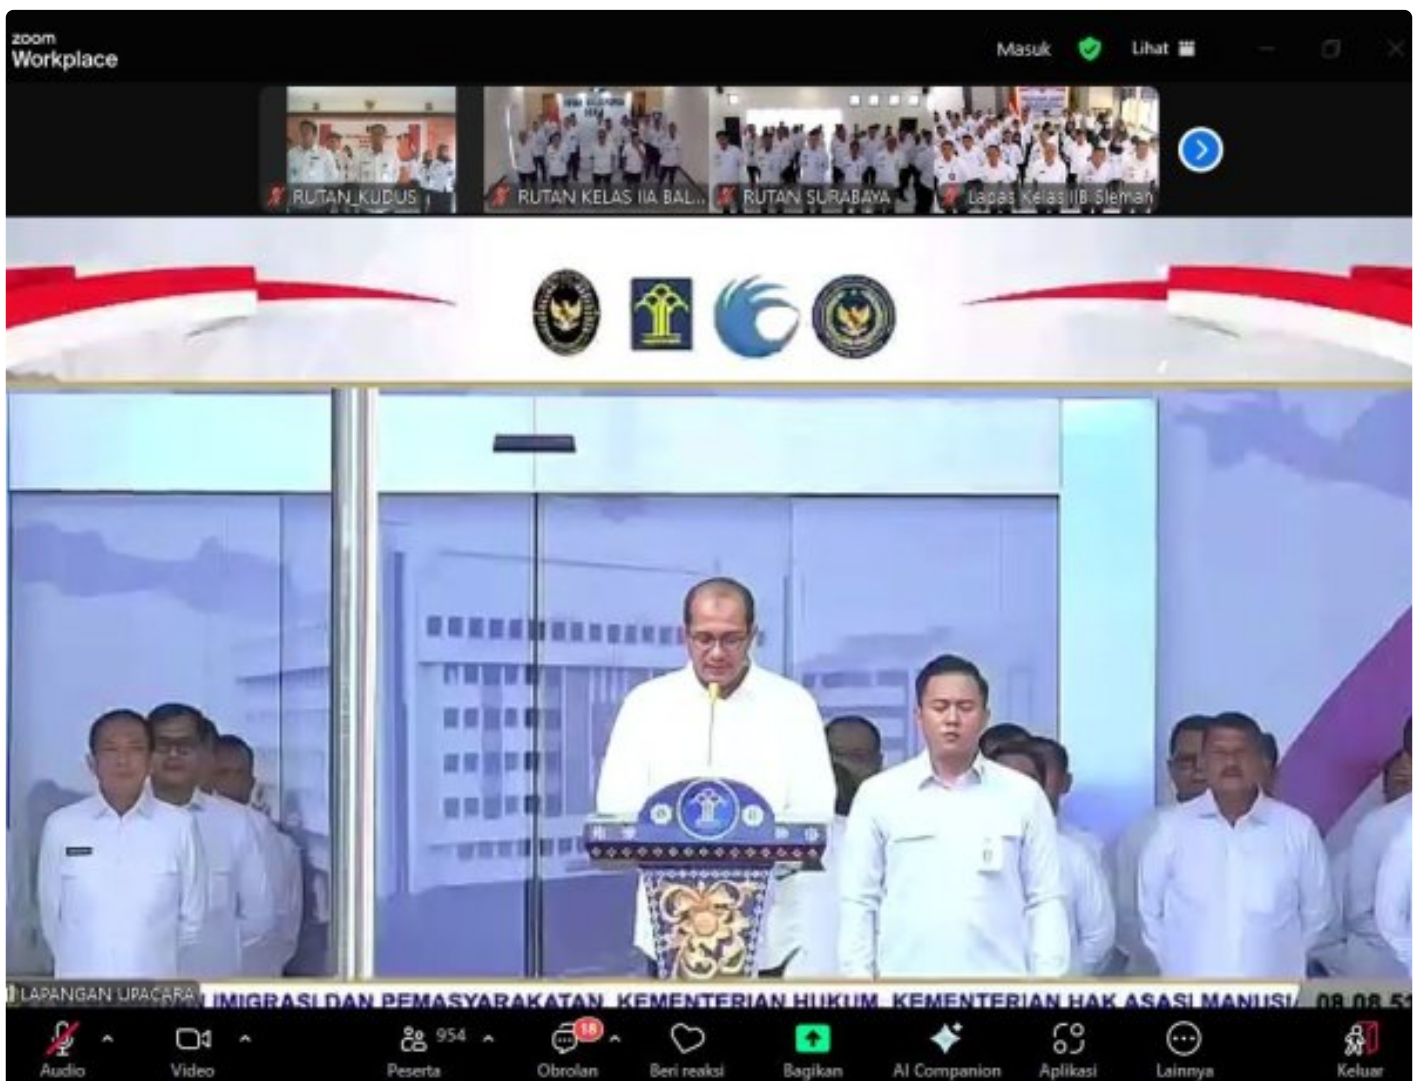 zoom
Workplace
Masuk
Lihat
RUTAN_KUDUS
RUTAN KELAS IIA BAL...
RUTAN SURABAYA
Lapas Kelas IIB Sleman
LAPANGAN UPACARA
IMIGRASI DAN PEMASYARAKATAN KEMENTERIAN HUKUM KEMENTERIAN HAK ASASI MANUSIA
08.08.51
954
18
Audio
Video
Peserta
Obrolan
Beri reaksi
Bagikan
AI Companion
Aplikasi
Lainnya
Keluar